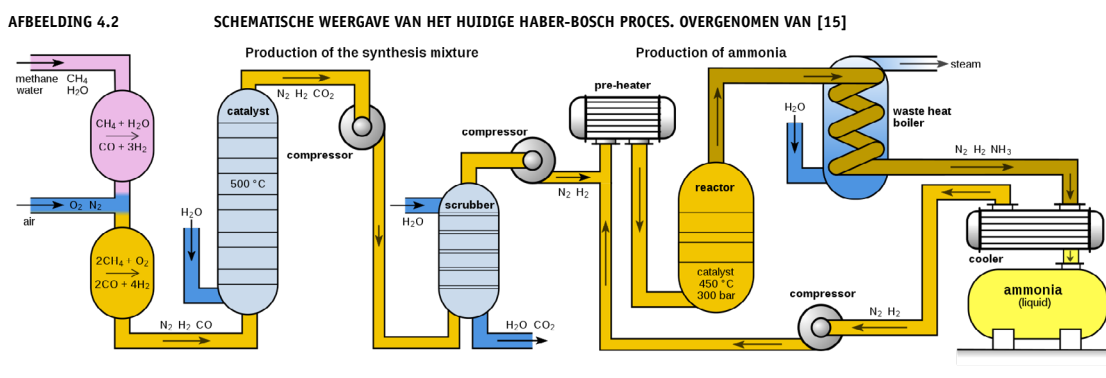 AFBEELDING 4.2
SCHEMATISCHE WEERGAVE VAN HET HUIDIGE HABER-BOSCH PROCES. OVERGENOMEN VAN [15]
Production of the synthesis mixture
Production of ammonia
methane
water
CH₄
H₂O
CH₄ + H₂O
CO + 3H₂
O₂ N₂
air
2CH₄ + O₂
2CO + 4H₂
N₂ H₂ CO
H₂O
catalyst
500 °C
N₂ H₂ CO₂
compressor
H₂O
scrubber
H₂O CO₂
compressor
N₂ H₂
pre-heater
reactor
catalyst
450 °C
300 bar
H₂O
steam
waste heat
boiler
N₂ H₂ NH₃
cooler
ammonia
(liquid)
N₂ H₂
compressor